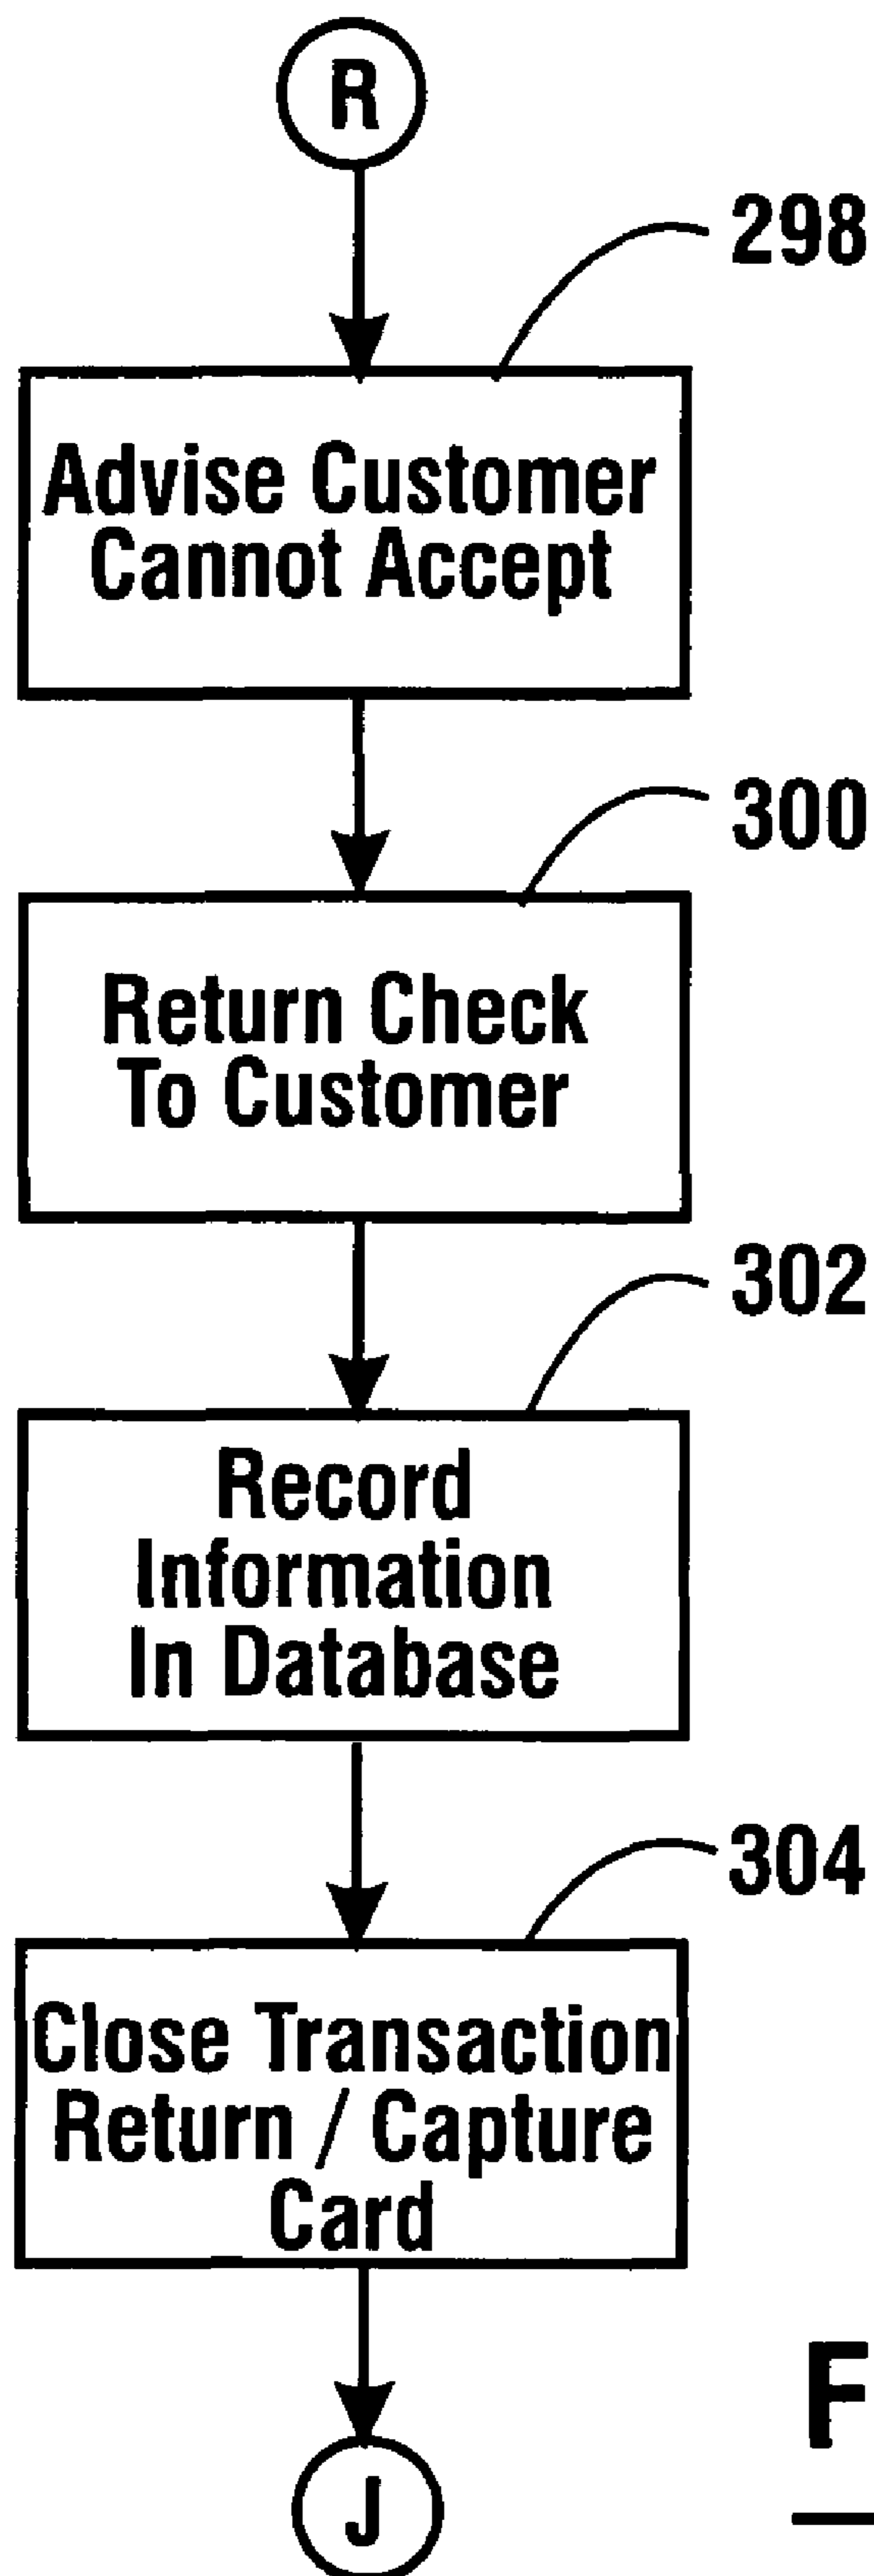 R
298
Advise Customer
Cannot Accept
300
Return Check
To Customer
302
Record
Information
In Database
304
Close Transaction
Return / Capture
Card
F
J